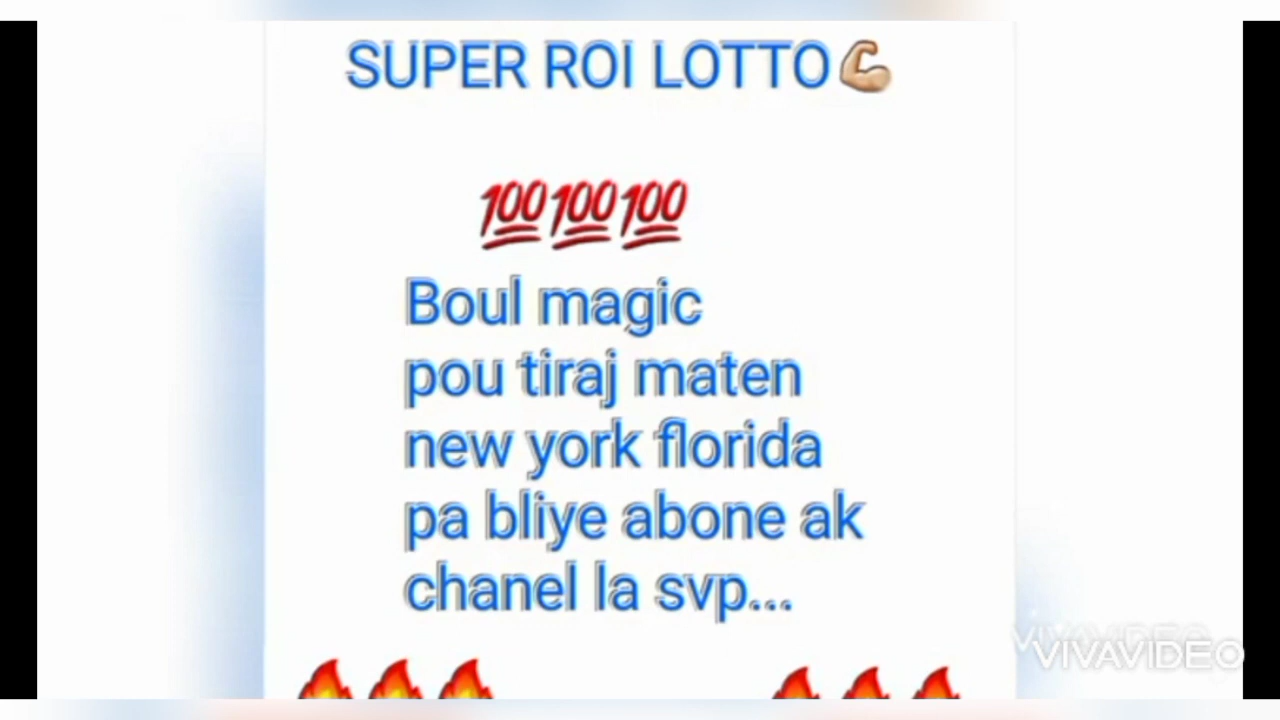 SUPER ROI LOTTO💪🏼
💯💯💯
Boul magic
pou tiraj maten
new york florida
pa bliye abone ak
chanel la svp...
🔥🔥🔥 🔥🔥🔥
VIVAVIDEO